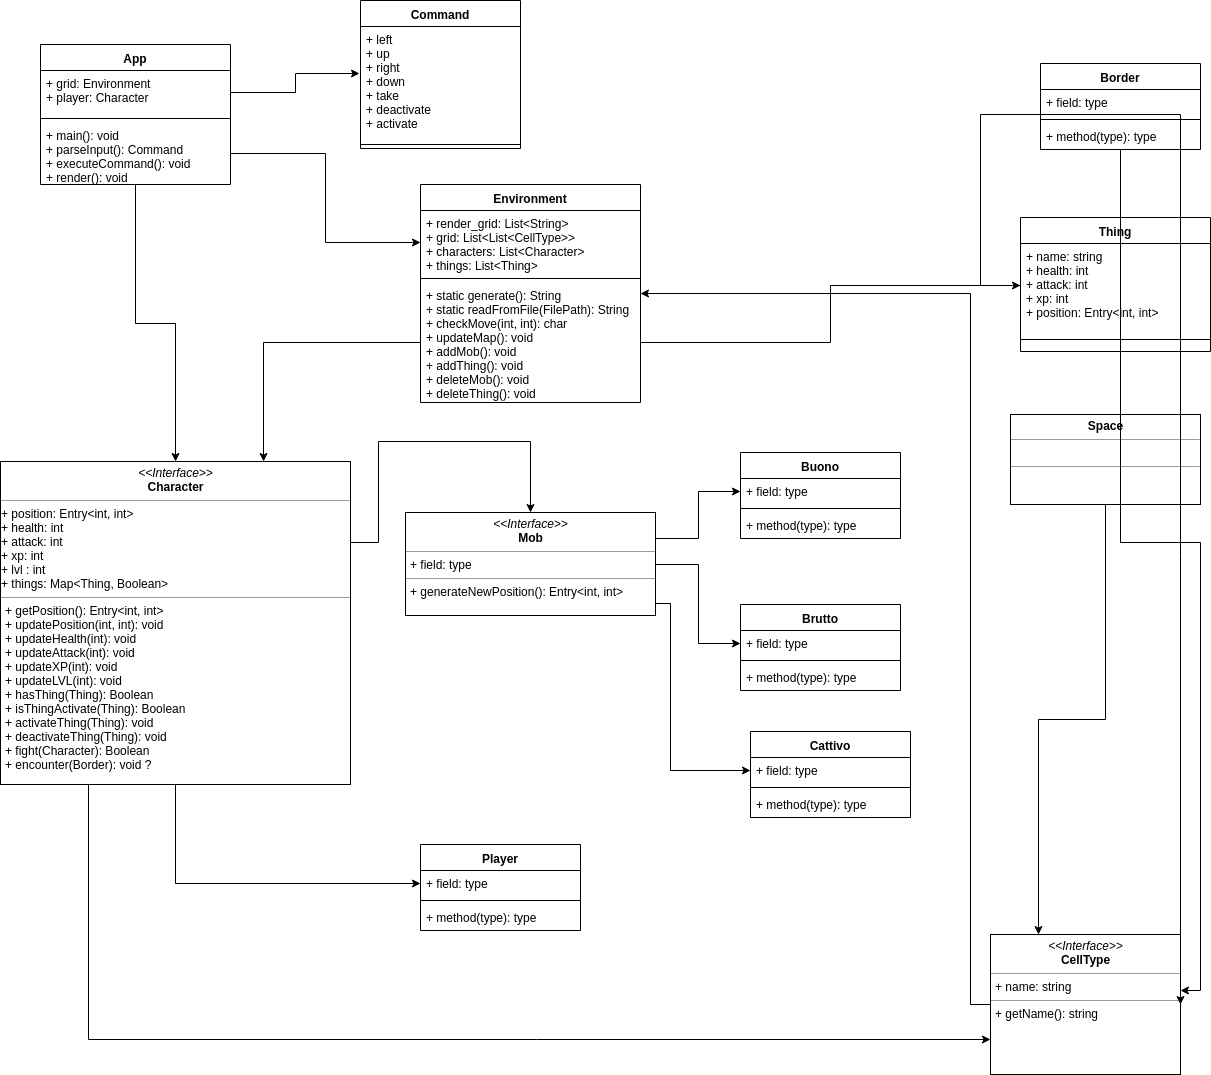 Command
+ left
+ up
+ right
+ down
+ take
+ deactivate
+ activate
App
+ grid: Environment
+ player: Character
+ main(): void
+ parseInput(): Command
+ executeCommand(): void
+ render(): void
Border
+ field: type
+ method(type): type
Environment
+ render_grid: List<String>
+ grid: List<List<CellType>>
+ characters: List<Character>
+ things: List<Thing>
+ static generate(): String
+ static readFromFile(FilePath): String
+ checkMove(int, int): char
+ updateMap(): void
+ addMob(): void
+ addThing(): void
+ deleteMob(): void
+ deleteThing(): void
Thing
+ name: string
+ health: int
+ attack: int
+ xp: int
+ position: Entry<int, int>
Space
<<Interface>>
Character
+ position: Entry<int, int>
+ health: int
+ attack: int
+ xp: int
+ lvl : int
+ things: Map<Thing, Boolean>
+ getPosition(): Entry<int, int>
+ updatePosition(int, int): void
+ updateHealth(int): void
+ updateAttack(int): void
+ updateXP(int): void
+ updateLVL(int): void
+ hasThing(Thing): Boolean
+ isThingActivate(Thing): Boolean
+ activateThing(Thing): void
+ deactivateThing(Thing): void
+ fight(Character): Boolean
+ encounter(Border): void ?
<<Interface>>
Mob
+ field: type
+ generateNewPosition(): Entry<int, int>
Buono
+ field: type
+ method(type): type
Brutto
+ field: type
+ method(type): type
Cattivo
+ field: type
+ method(type): type
Player
+ field: type
+ method(type): type
<<Interface>>
CellType
+ name: string
+ getName(): string